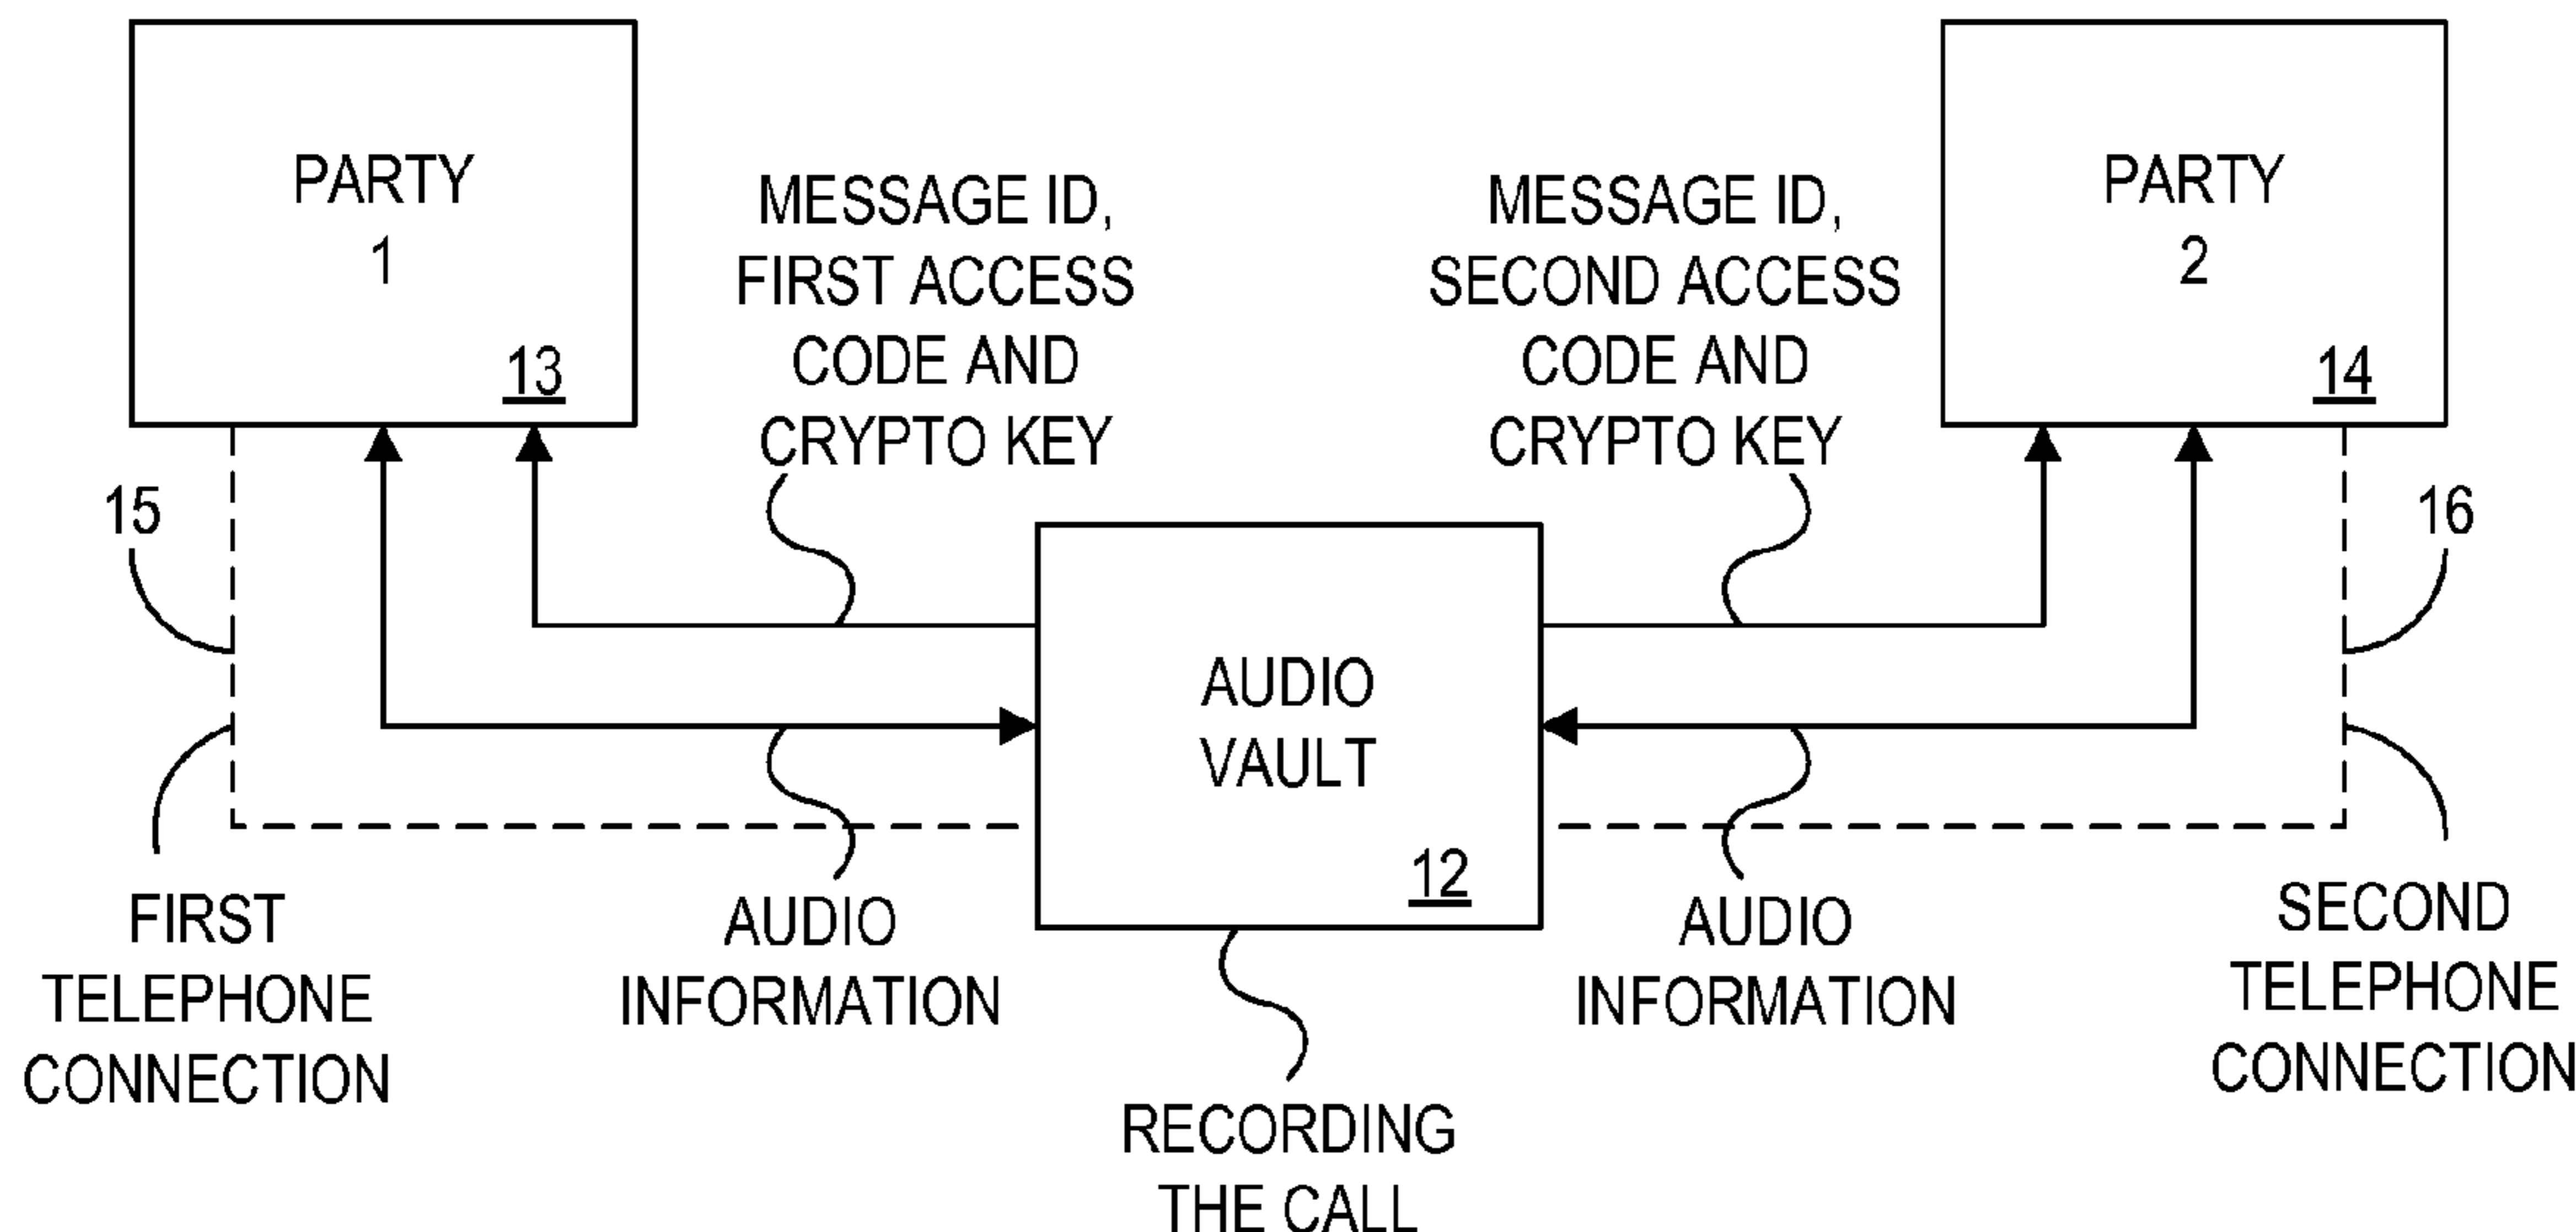 PARTY
1
13
MESSAGE ID,
FIRST ACCESS
CODE AND
CRYPTO KEY
MESSAGE ID,
SECOND ACCESS
CODE AND
CRYPTO KEY
PARTY
2
14
15
16
AUDIO
VAULT
12
FIRST
TELEPHONE
CONNECTION
AUDIO
INFORMATION
AUDIO
INFORMATION
SECOND
TELEPHONE
CONNECTION
RECORDING
THE CALL